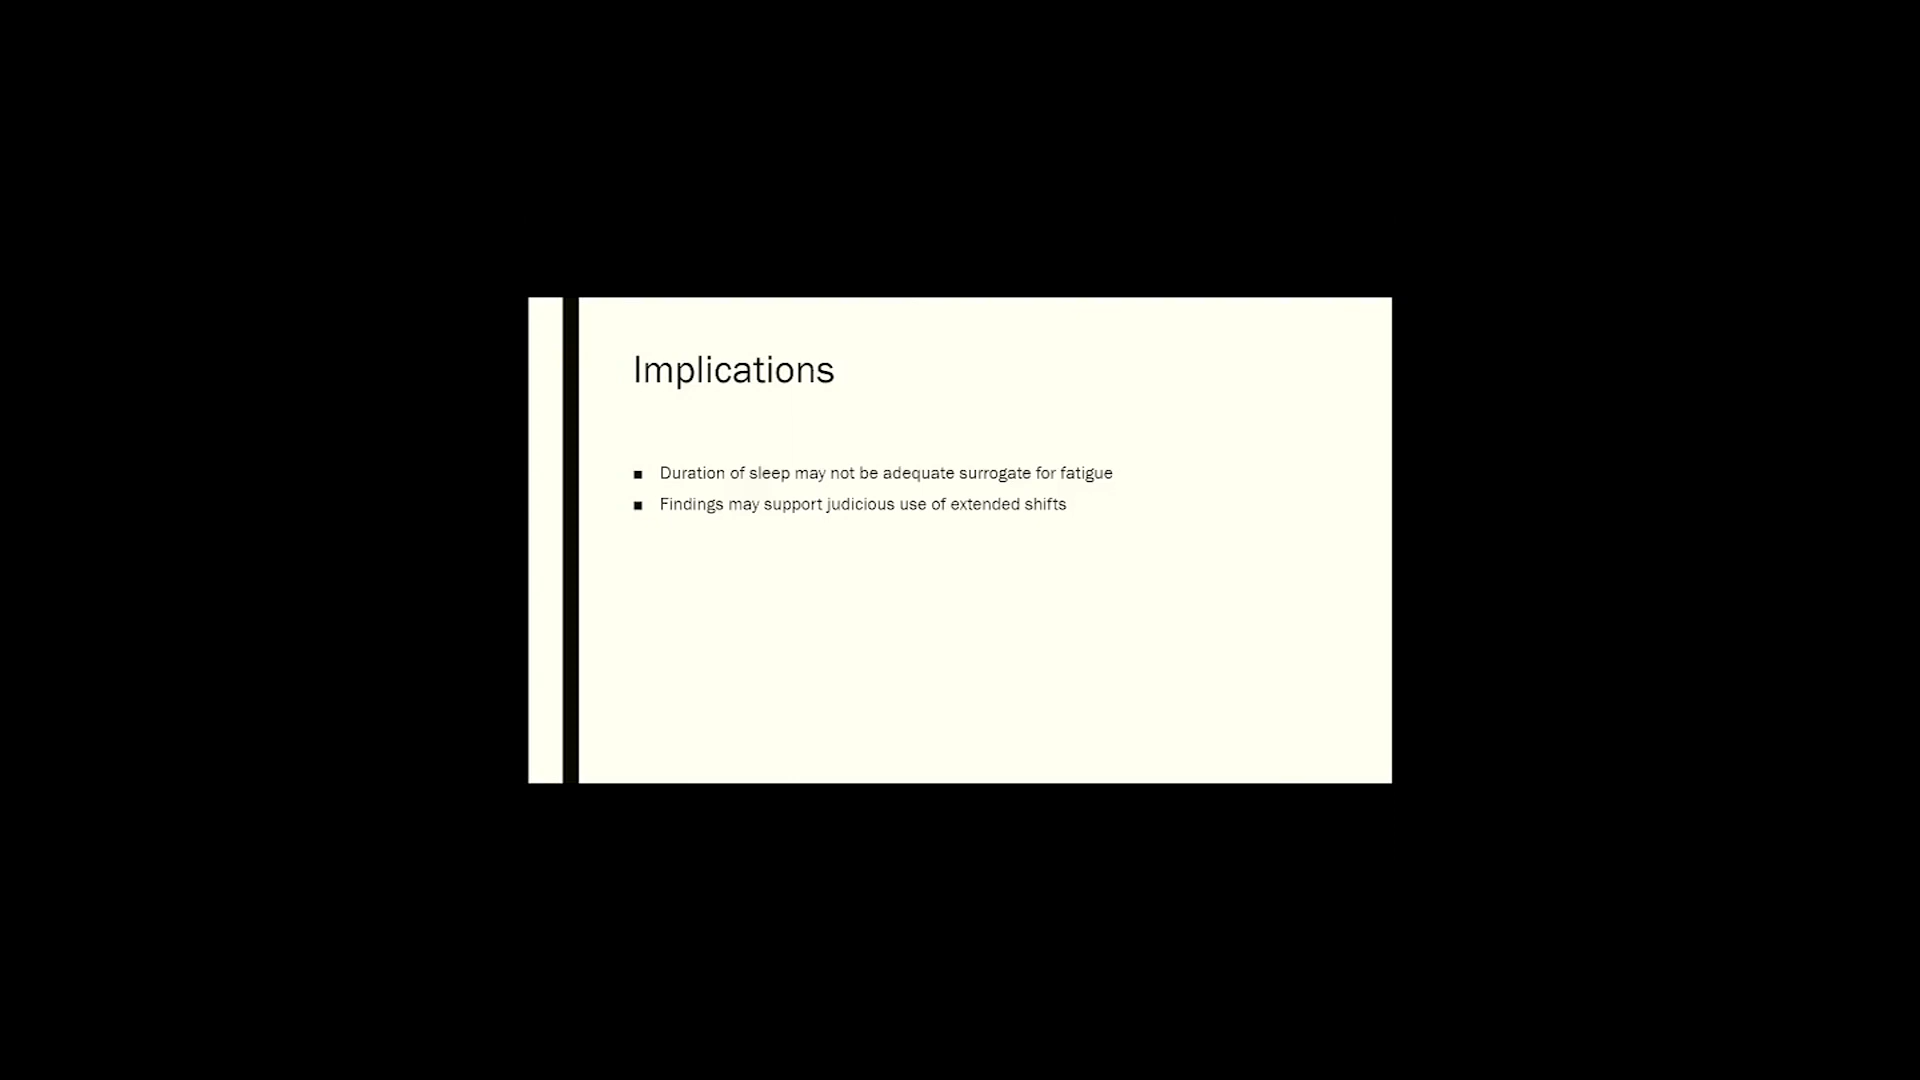 Implications
■ Duration of sleep may not be adequate surrogate for fatigue
■ Findings may support judicious use of extended shifts